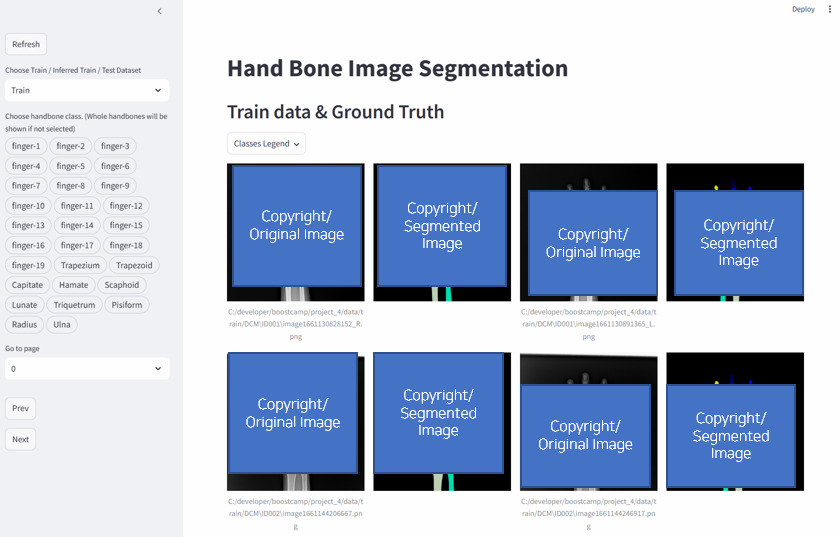 Deploy
Refresh
Choose Train / Inferred Train / Test Dataset
Train
Choose handbone class. (Whole handbones will be
shown if not selected)
finger-1 finger-2 finger-3
finger-4 finger-5 finger-6
finger-7 finger-8 finger-9
finger-10 finger-11 finger-12
finger-13 finger-14 finger-15
finger-16 finger-17 finger-18
finger-19 Trapezium Trapezoid
Capitate Hamate Scaphoid
Lunate Triquetrum Pisiform
Radius Ulna
Go to page
0
Prev
Next
Hand Bone Image Segmentation
Train data & Ground Truth
Classes Legend
Copyright/
Original Image
Copyright/
Segmented
Image
Copyright/
Original Image
Copyright/
Segmented
Image
C:/developer/boostcamp/project_4/data/t
rain/DCM\ID001\image1661130828152_R.
png
C:/developer/boostcamp/project_4/data/t
rain/DCM\ID001\image1661130891365_L.
png
Copyright/
Original Image
Copyright/
Segmented
Image
Copyright/
Original Image
Copyright/
Segmented
Image
C:/developer/boostcamp/project_4/data/t
rain/DCM\ID002\image1661144206667.pn
g
C:/developer/boostcamp/project_4/data/t
rain/DCM\ID002\image1661144246917.pn
g